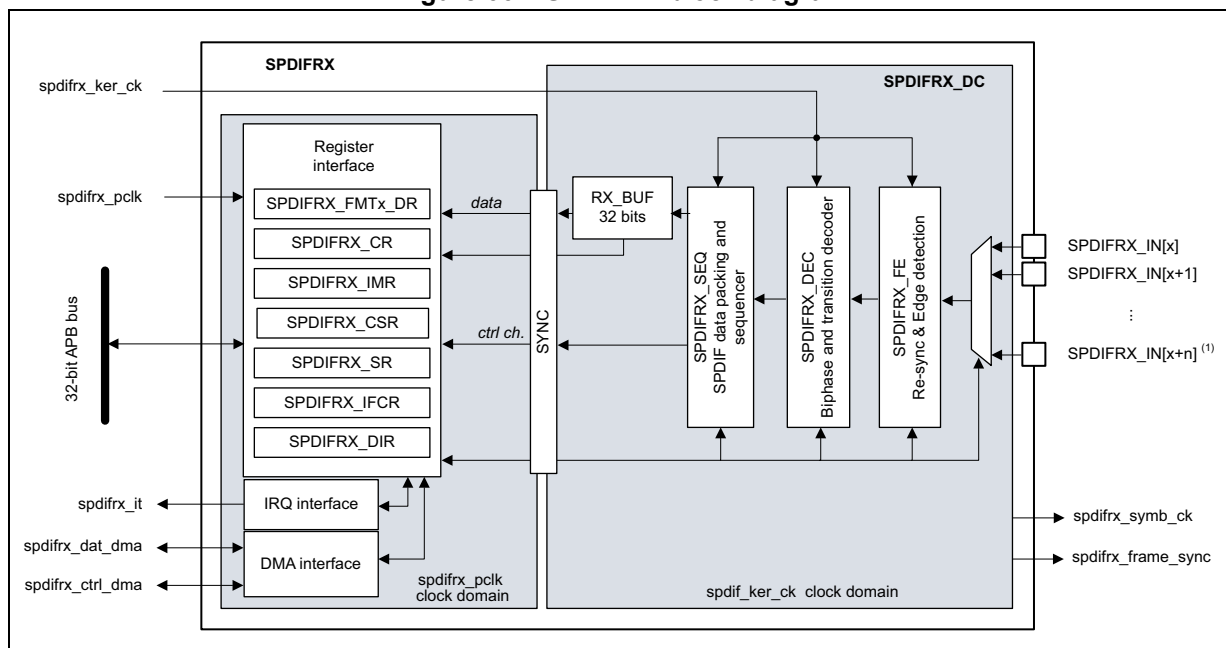 SPDIFRX
SPDIFRX_DC
spdifrx_ker_ck
Register
interface
spdifrx_pclk
SPDIFRX_FMTx_DR
SPDIFRX_CR
SPDIFRX_IMR
SPDIFRX_CSR
SPDIFRX_SR
SPDIFRX_IFCR
SPDIFRX_DIR
32-bit APB bus
data
ctrl ch.
SYNC
RX_BUF
32 bits
SPDIFRX_SEQ
SPDIF data packing and
sequencer
SPDIFRX_DEC
Biphase and transition decoder
SPDIFRX_FE
Re-sync & Edge detection
SPDIFRX_IN[x]
SPDIFRX_IN[x+1]
...
SPDIFRX_IN[x+n] (1)
spdifrx_it
IRQ interface
spdifrx_dat_dma
DMA interface
spdifrx_ctrl_dma
spdifrx_pclk
clock domain
spdif_ker_ck clock domain
spdifrx_symb_ck
spdifrx_frame_sync